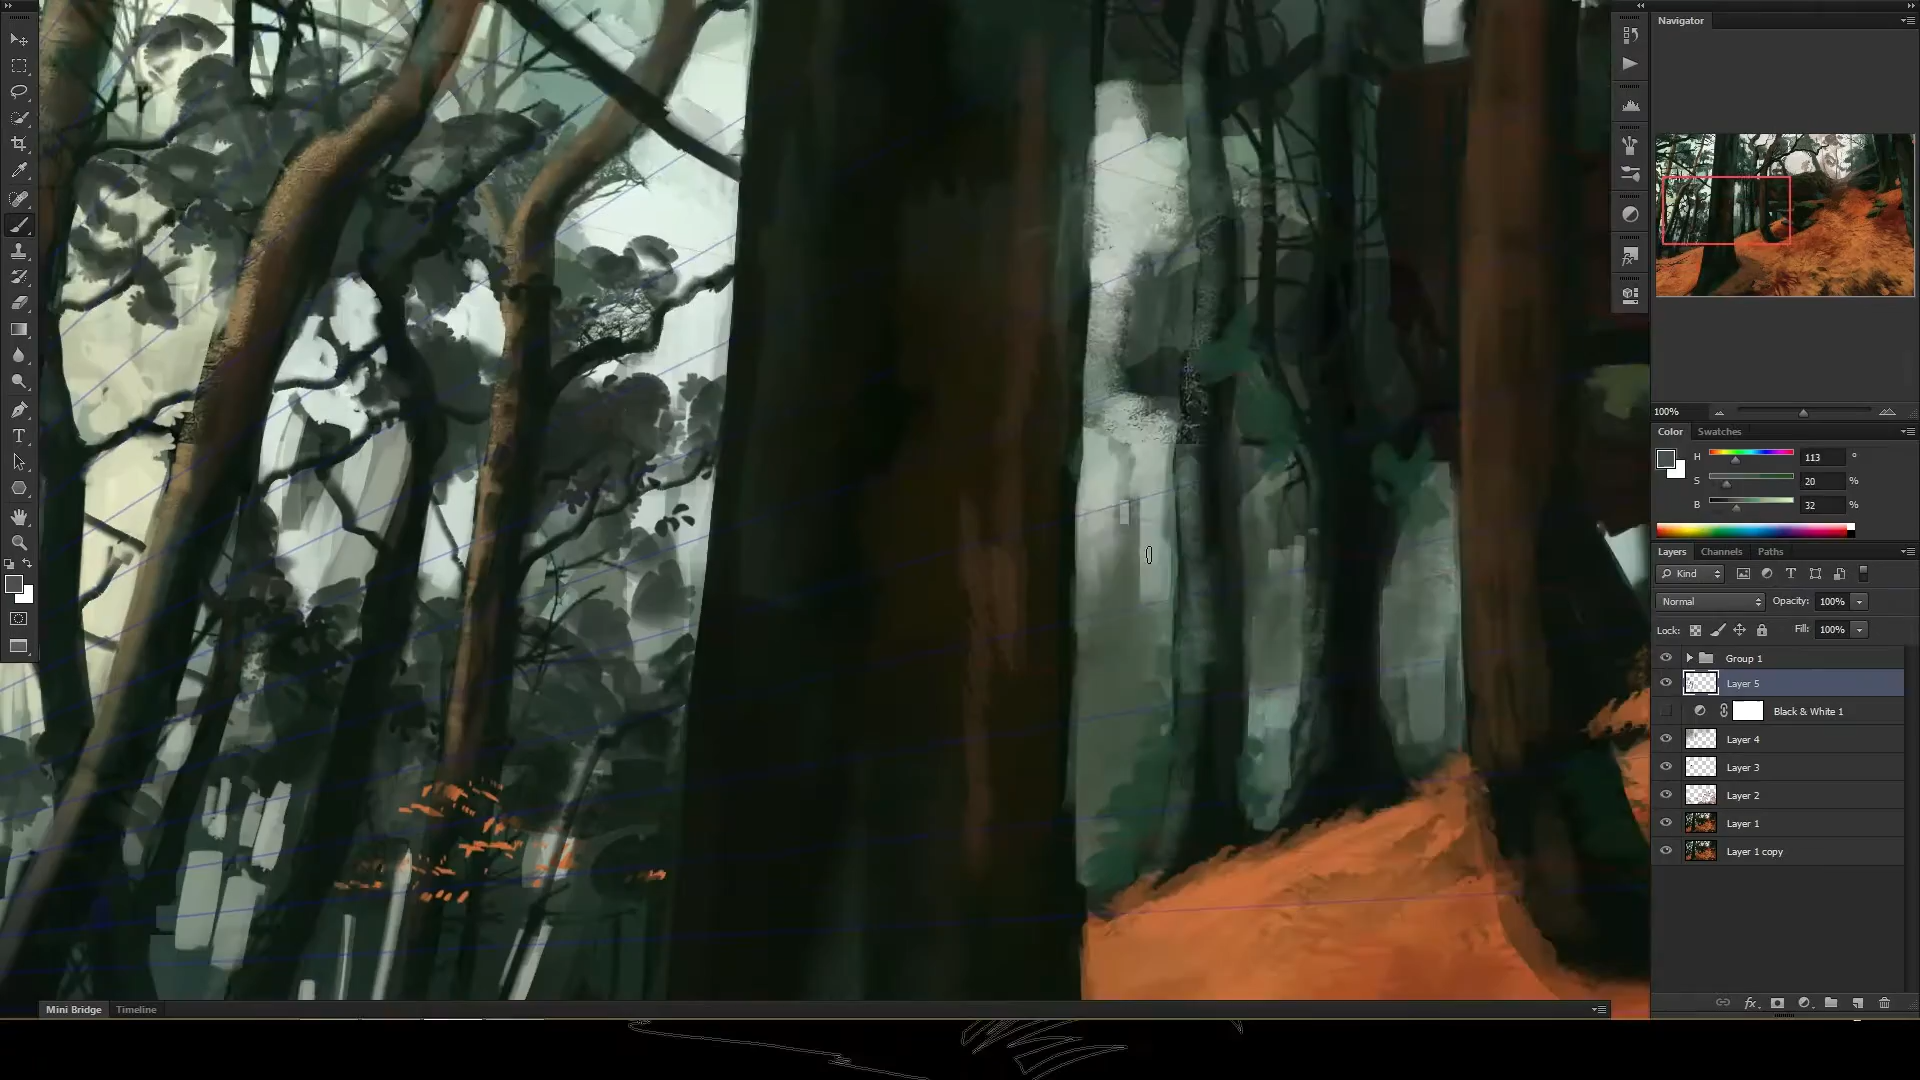 Navigator
100%
Color Swatches
H 113 °
S 20 %
B 32 %
Layers Channels Paths
Kind T
Normal Opacity: 100%
Lock: Fill: 100%
Group 1
Layer 5
Black & White 1
Layer 4
Layer 3
Layer 2
Layer 1
Layer 1 copy
fx
Mini Bridge Timeline